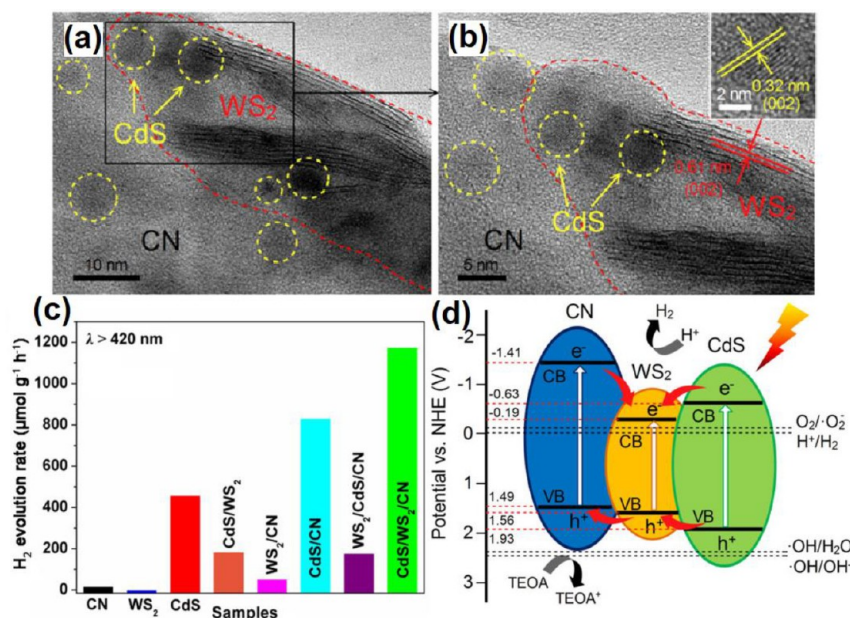 (a)
CdS
WS2
CN
10 nm
(b)
2 nm
0.32 nm
(002)
0.61 nm
(002)
WS2
CdS
CN
5 nm
(c)
λ > 420 nm
H2 evolution rate (μmol g⁻¹ h⁻¹)
1200
1000
800
600
400
200
0
CN
WS2
CdS
CdS/WS2
WS2/CN
CdS/CN
WS2/CdS/CN
CdS/WS2/CN
Samples
(d)
Potential vs. NHE (V)
-2
-1
0
1
2
3
-1.41
-0.63
-0.19
1.49
1.56
1.93
CN
e⁻
CB
VB
h⁺
WS2
e⁻
CB
VB
h⁺
CdS
e⁻
CB
VB
h⁺
H2
H⁺
O2/·O2⁻
H⁺/H2
·OH/H2O
·OH/OH⁻
TEOA
TEOA⁺